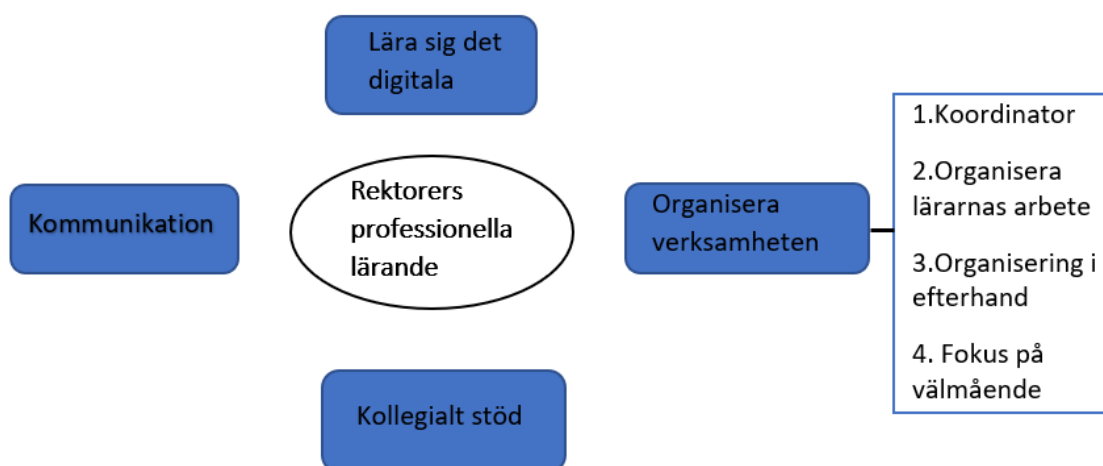 Lära sig det
digitala
Kommunikation
Rektorers
professionella
lärande
Organisera
verksamheten
1.Koordinator
2.Organisera
lärarnas arbete
3.Organisering i
efterhand
4. Fokus på
välmående
Kollegialt stöd